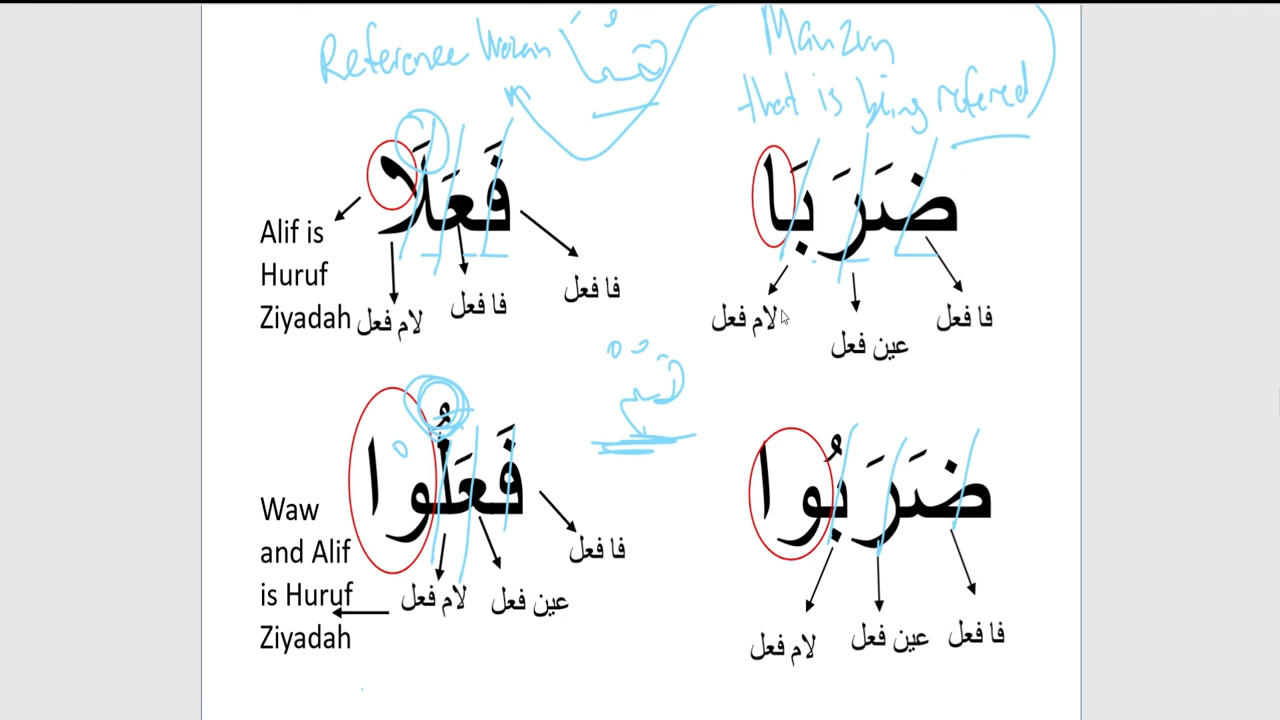 Reference Wazan
Manzun
that is being refered
فَعَلَا
ضَرَبَا
Alif is
Huruf
Ziyadah
لام فعل
فا فعل
فا فعل
لام فعل
عين فعل
فا فعل
فَعَلُوا
ضَرَبُوا
Waw
and Alif
is Huruf
Ziyadah
لام فعل
عين فعل
فا فعل
لام فعل
عين فعل
فا فعل